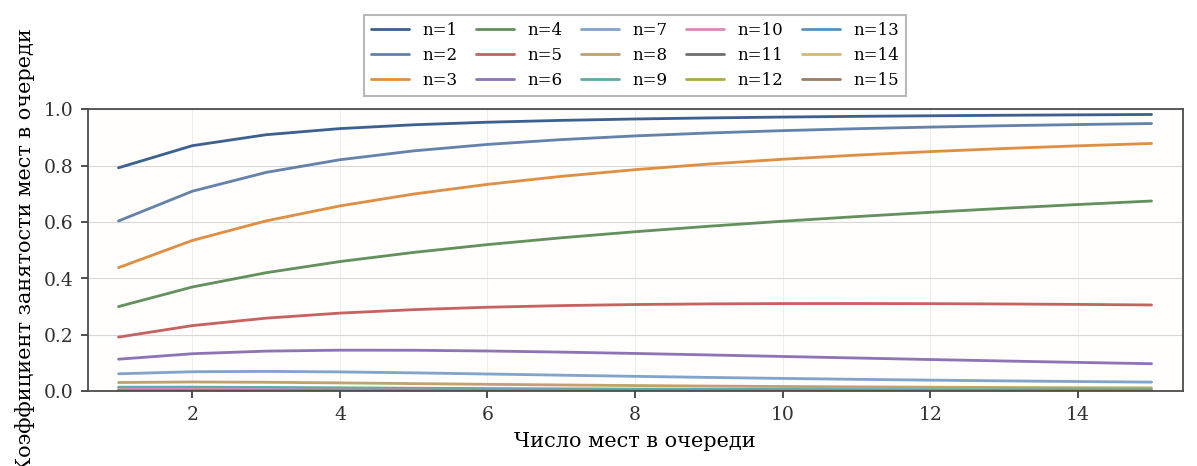 n=1 n=4 n=7 n=10 n=13
n=2 n=5 n=8 n=11 n=14
n=3 n=6 n=9 n=12 n=15
Коэффициент занятости мест в очереди
1.0
0.8
0.6
0.4
0.2
0.0
2 4 6 8 10 12 14
Число мест в очереди